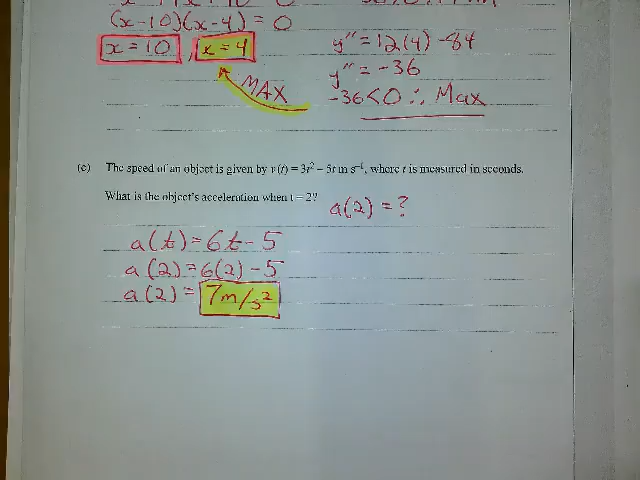 (x-10)(x-4) = 0
x = 10 , x = 4
MAX
y'' = 12(4) - 84
y'' = -36
-36 < 0 ∴ Max
(c) The speed of an object is given by v(t) = 3t² – 5t m s⁻¹, where t is measured in seconds.
What is the object's acceleration when t = 2?
a(2) = ?
a(t) = 6t - 5
a(2) = 6(2) - 5
a(2) = 7m/s²